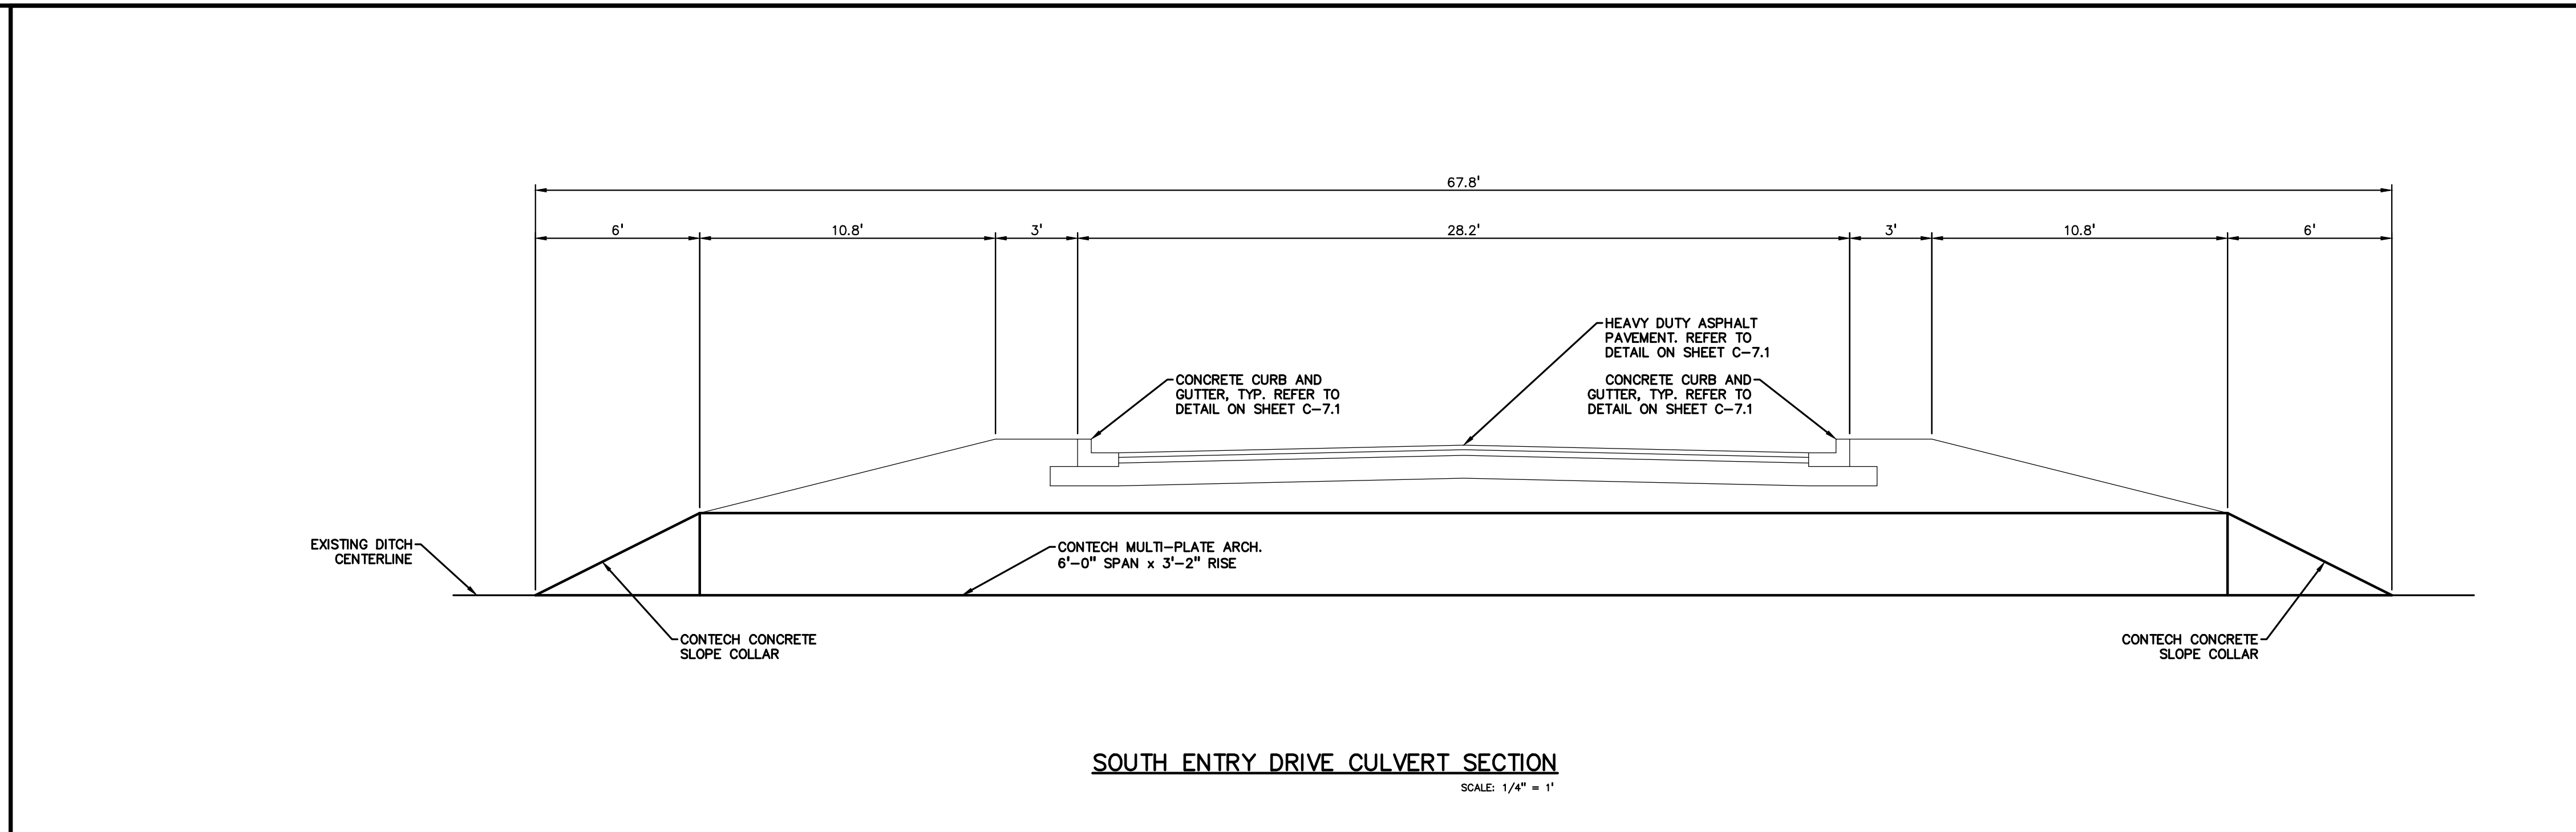 67.8'
6'
10.8'
3'
28.2'
3'
10.8'
6'
HEAVY DUTY ASPHALT
PAVEMENT. REFER TO
DETAIL ON SHEET C-7.1
CONCRETE CURB AND
GUTTER, TYP. REFER TO
DETAIL ON SHEET C-7.1
CONCRETE CURB AND
GUTTER, TYP. REFER TO
DETAIL ON SHEET C-7.1
EXISTING DITCH
CENTERLINE
CONTECH MULTI-PLATE ARCH.
6'-0" SPAN x 3'-2" RISE
CONTECH CONCRETE
SLOPE COLLAR
CONTECH CONCRETE
SLOPE COLLAR
SOUTH ENTRY DRIVE CULVERT SECTION
SCALE: 1/4" = 1'